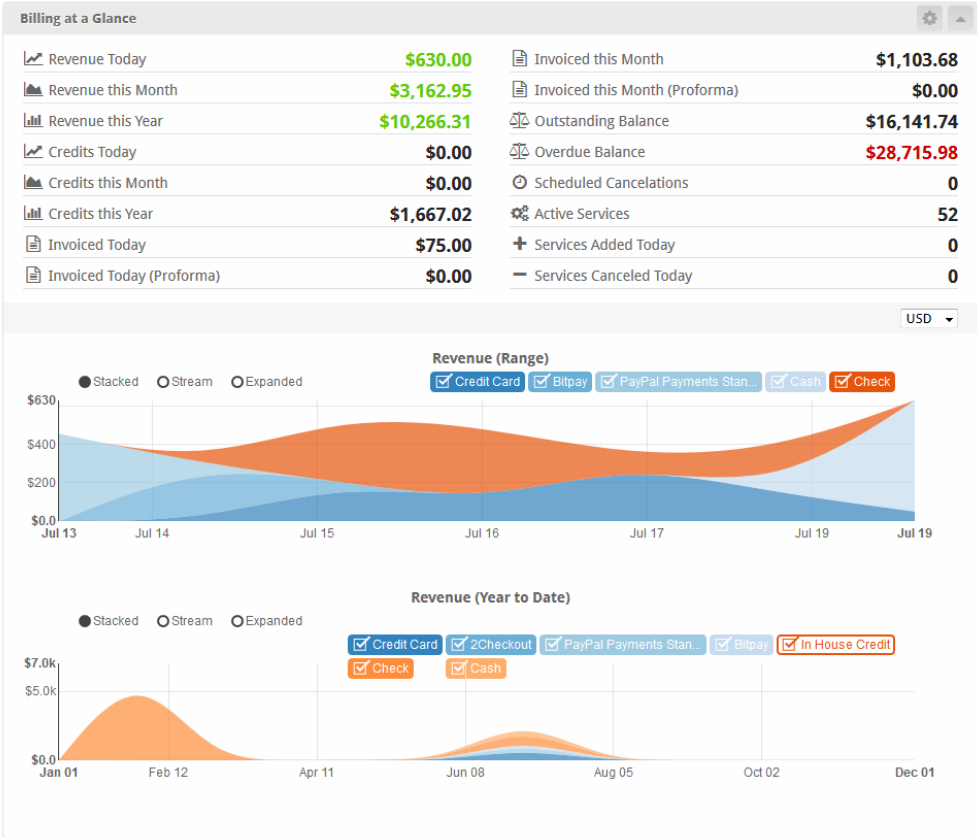 Billing at a Glance
Revenue Today $630.00
Revenue this Month $3,162.95
Revenue this Year $10,266.31
Credits Today $0.00
Credits this Month $0.00
Credits this Year $1,667.02
Invoiced Today $75.00
Invoiced Today (Proforma) $0.00
Invoiced this Month $1,103.68
Invoiced this Month (Proforma) $0.00
Outstanding Balance $16,141.74
Overdue Balance $28,715.98
Scheduled Cancelations 0
Active Services 52
Services Added Today 0
Services Canceled Today 0
USD
Revenue (Range)
Stacked Stream Expanded Credit Card Bitpay PayPal Payments Stan... Cash Check
$630
$400
$200
$0.0
Jul 13 Jul 14 Jul 15 Jul 16 Jul 17 Jul 19 Jul 19
Revenue (Year to Date)
Stacked Stream Expanded
Credit Card 2Checkout PayPal Payments Stan... Bitpay In House Credit
Check Cash
$7.0k
$5.0k
$0.0
Jan 01 Feb 12 Apr 11 Jun 08 Aug 05 Oct 02 Dec 01